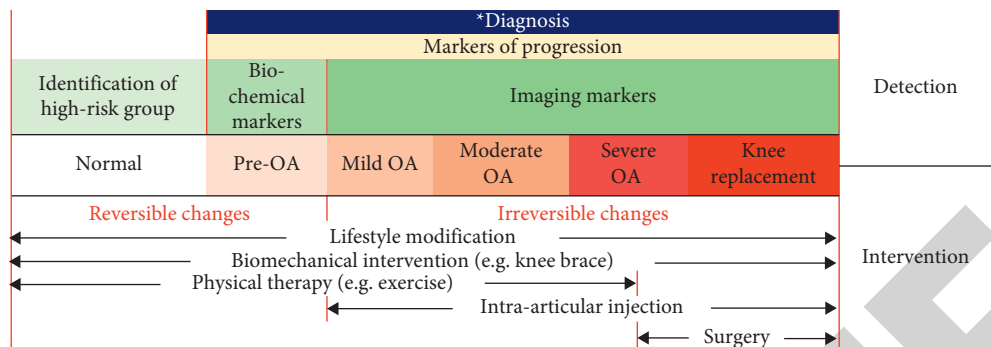 *Diagnosis
Markers of progression
Identification of
high-risk group
Bio-
chemical
markers
Imaging markers
Detection
Normal
Pre-OA
Mild OA
Moderate
OA
Severe
OA
Knee
replacement
Reversible changes
Irreversible changes
Lifestyle modification
Biomechanical intervention (e.g. knee brace)
Intervention
Physical therapy (e.g. exercise)
Intra-articular injection
Surgery